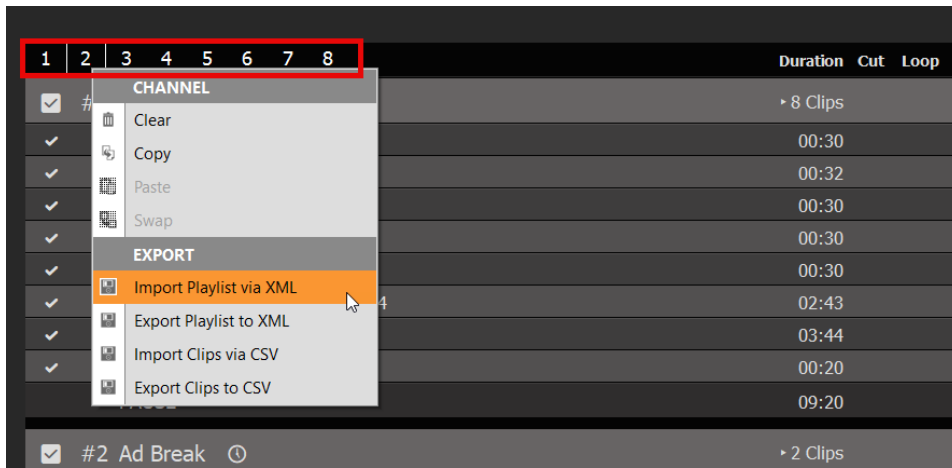 1 2 3 4 5 6 7 8 Duration Cut Loop
# 8 Clips
CHANNEL
Clear
00:30
Copy
00:32
Paste
00:30
Swap
00:30
EXPORT
00:30
Import Playlist via XML
4 02:43
Export Playlist to XML
03:44
Import Clips via CSV
00:20
Export Clips to CSV
09:20
#2 Ad Break 2 Clips